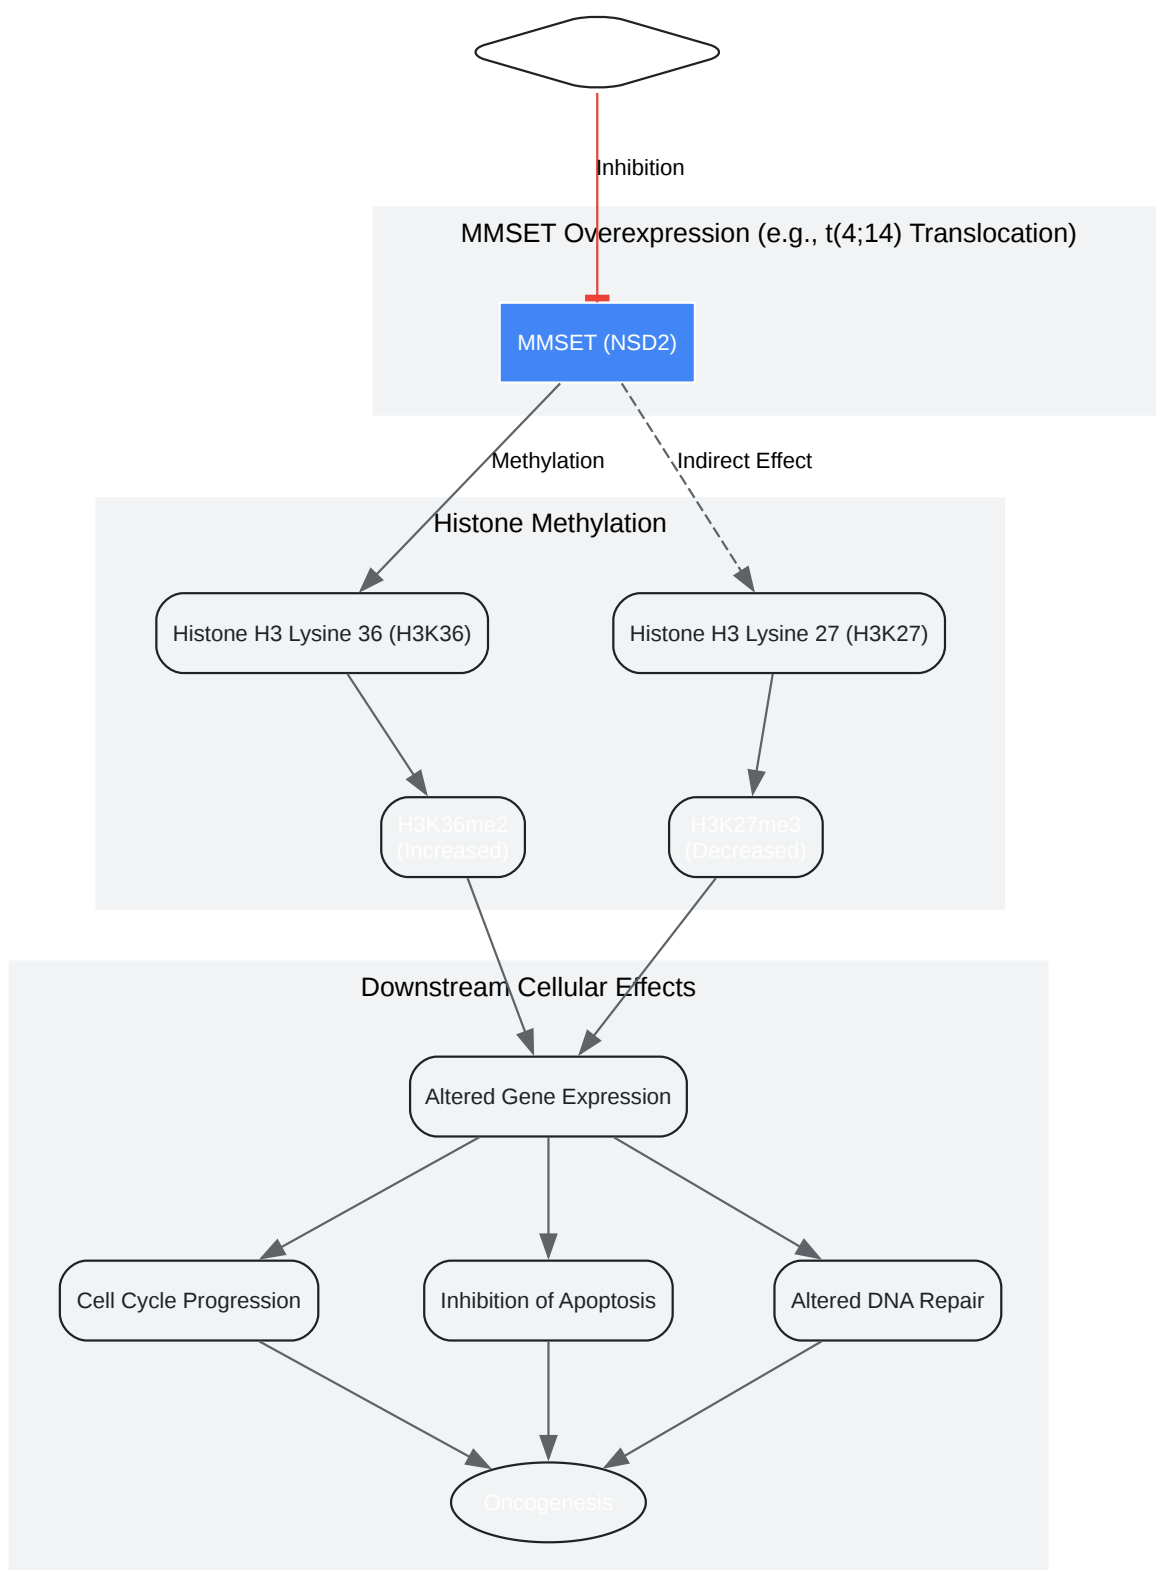 Inhibition
MMSET Overexpression (e.g., t(4;14) Translocation)
MMSET (NSD2)
Methylation
Indirect Effect
Histone Methylation
Histone H3 Lysine 36 (H3K36)
Histone H3 Lysine 27 (H3K27)
H3K36me2
(Increased)
H3K27me3
(Decreased)
Downstream Cellular Effects
Altered Gene Expression
Cell Cycle Progression
Inhibition of Apoptosis
Altered DNA Repair
Oncogenesis